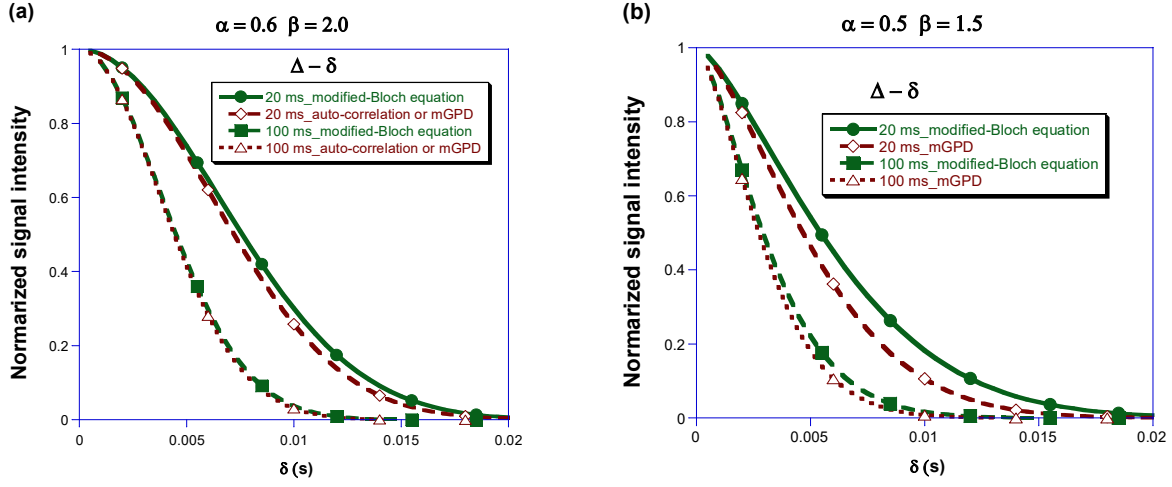 (a)
α = 0.6 β = 2.0
Δ − δ
20 ms_modified-Bloch equation
20 ms_auto-correlation or mGPD
100 ms_modified-Bloch equation
100 ms_auto-correlation or mGPD
Normarized signal intensity
1
0.8
0.6
0.4
0.2
0
0
0.005
0.01
0.015
0.02
δ (s)
(b)
α = 0.5 β = 1.5
Δ − δ
20 ms_modified-Bloch equation
20 ms_mGPD
100 ms_modified-Bloch equation
100 ms_mGPD
Normarized signal intensity
1
0.8
0.6
0.4
0.2
0
0
0.005
0.01
0.015
0.02
δ (s)